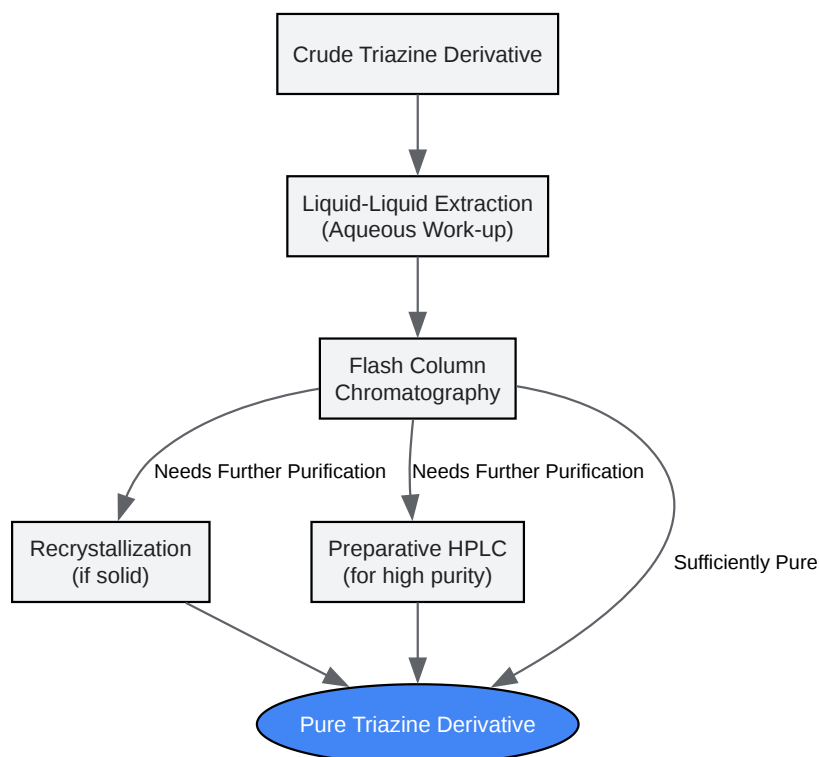 Crude Triazine Derivative
Liquid-Liquid Extraction
(Aqueous Work-up)
Flash Column
Chromatography
Needs Further Purification
Needs Further Purification
Sufficiently Pure
Recrystallization
(if solid)
Preparative HPLC
(for high purity)
Pure Triazine Derivative